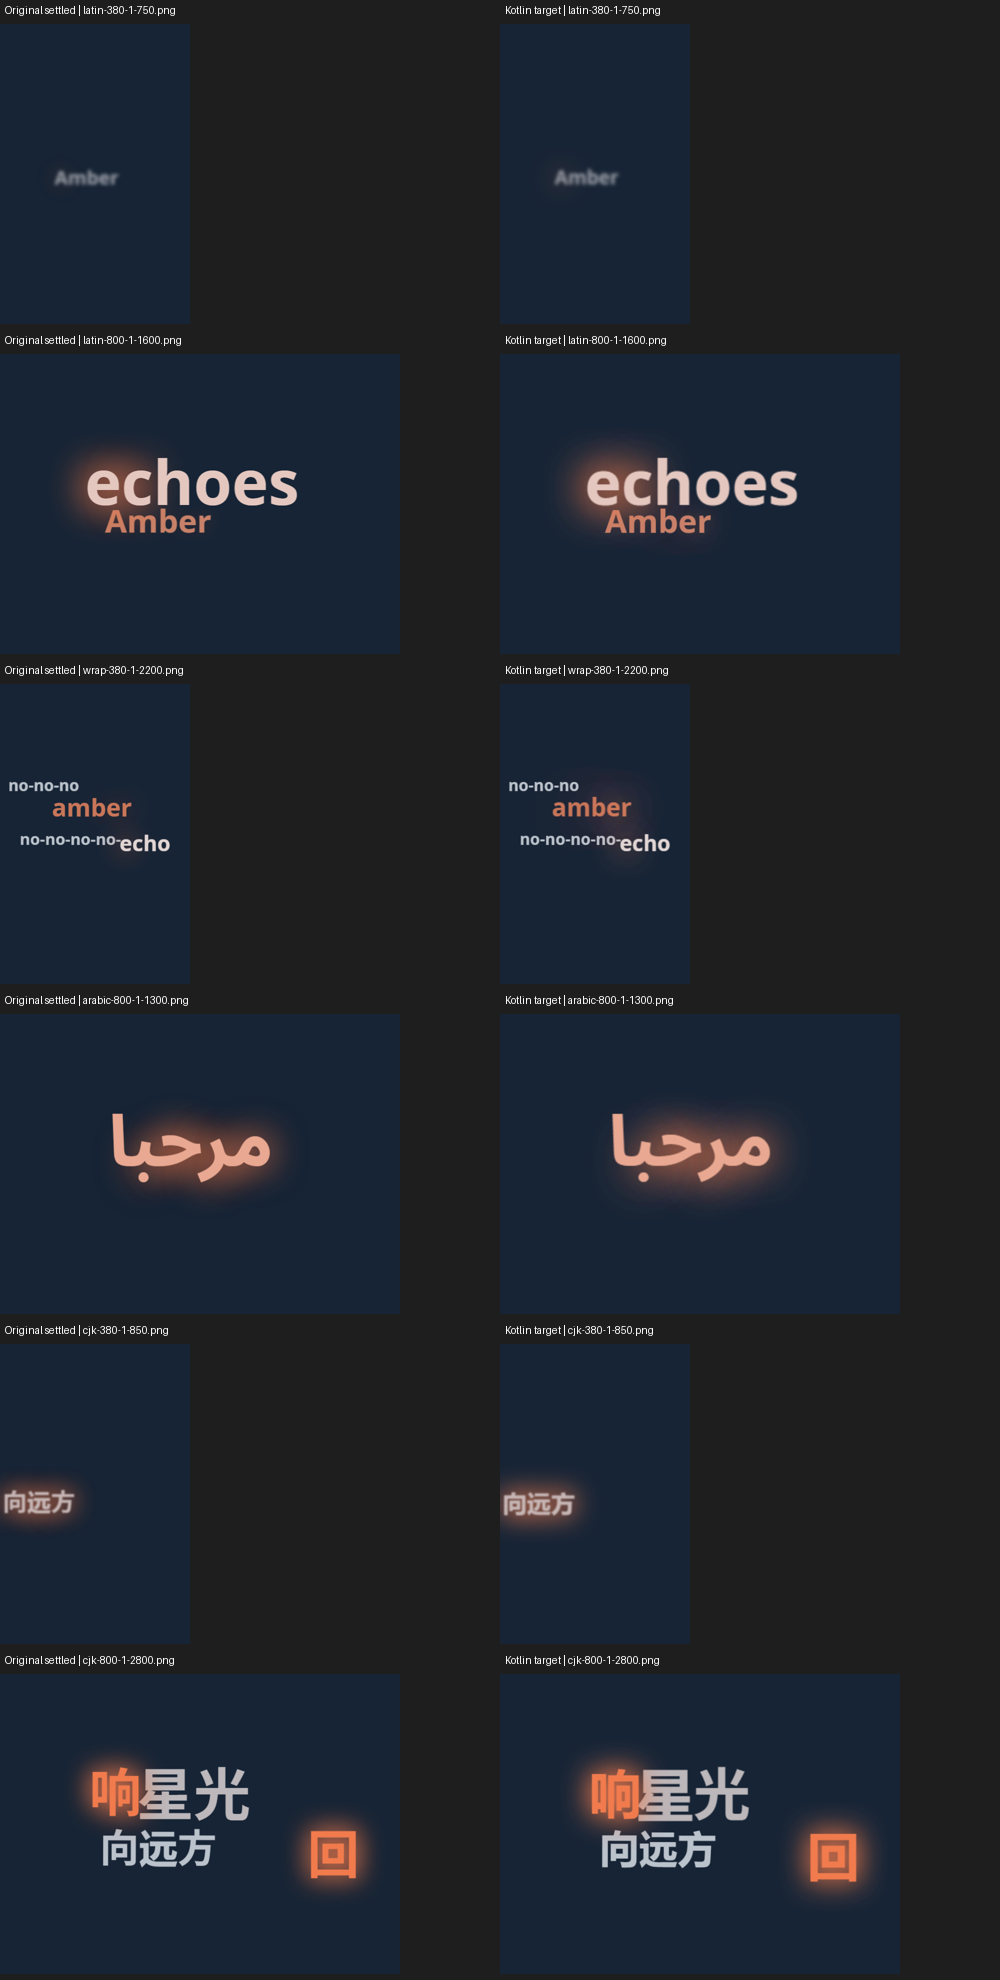 Original settled | latin-380-1-750.png
Kotlin target | latin-380-1-750.png
Amber
Amber
Original settled | latin-800-1-1600.png
Kotlin target | latin-800-1-1600.png
echoes
Amber
echoes
Amber
Original settled | wrap-380-1-2200.png
Kotlin target | wrap-380-1-2200.png
no-no-no
amber
no-no-no-no-echo
no-no-no
amber
no-no-no-no-echo
Original settled | arabic-800-1-1300.png
Kotlin target | arabic-800-1-1300.png
مرحبا
مرحبا
Original settled | cjk-380-1-850.png
Kotlin target | cjk-380-1-850.png
向远方
向远方
Original settled | cjk-800-1-2800.png
Kotlin target | cjk-800-1-2800.png
响星光
向远方
回
响星光
向远方
回